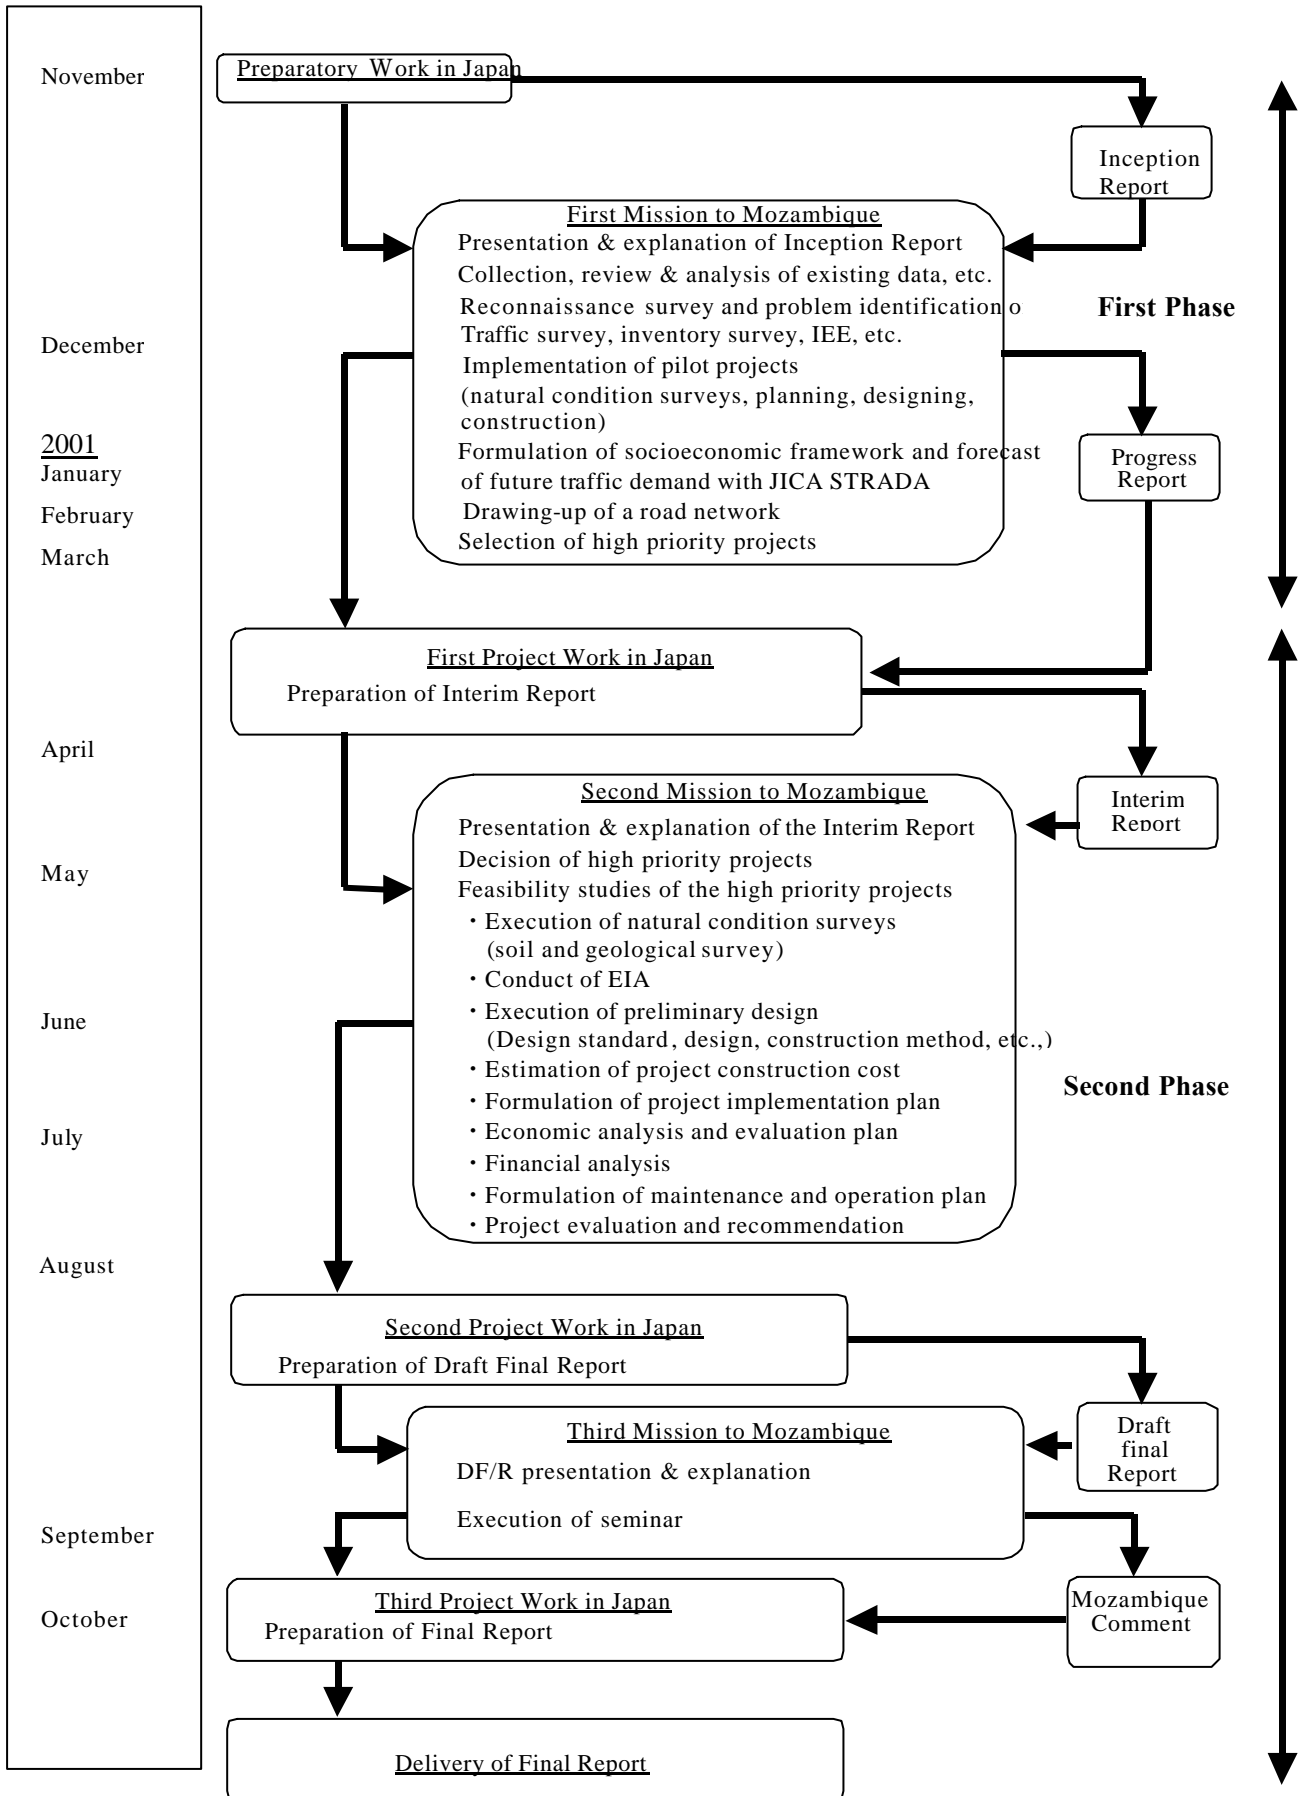 November
Preparatory Work in Japan
Inception
Report
First Mission to Mozambique
Presentation & explanation of Inception Report
Collection, review & analysis of existing data, etc.
Reconnaissance survey and problem identification o
Traffic survey, inventory survey, IEE, etc.
Implementation of pilot projects
(natural condition surveys, planning, designing,
construction)
Formulation of socioeconomic framework and forecast
of future traffic demand with JICA STRADA
Drawing-up of a road network
Selection of high priority projects
First Phase
December
2001
January
February
March
Progress
Report
First Project Work in Japan
Preparation of Interim Report
April
Interim
Report
Second Mission to Mozambique
Presentation & explanation of the Interim Report
Decision of high priority projects
Feasibility studies of the high priority projects
・Execution of natural condition surveys
(soil and geological survey)
・Conduct of EIA
・Execution of preliminary design
(Design standard, design, construction method, etc.,)
・Estimation of project construction cost
・Formulation of project implementation plan
・Economic analysis and evaluation plan
・Financial analysis
・Formulation of maintenance and operation plan
・Project evaluation and recommendation
May
June
July
Second Phase
August
Second Project Work in Japan
Preparation of Draft Final Report
Draft
final
Report
Third Mission to Mozambique
DF/R presentation & explanation
Execution of seminar
September
October
Third Project Work in Japan
Preparation of Final Report
Mozambique
Comment
Delivery of Final Report